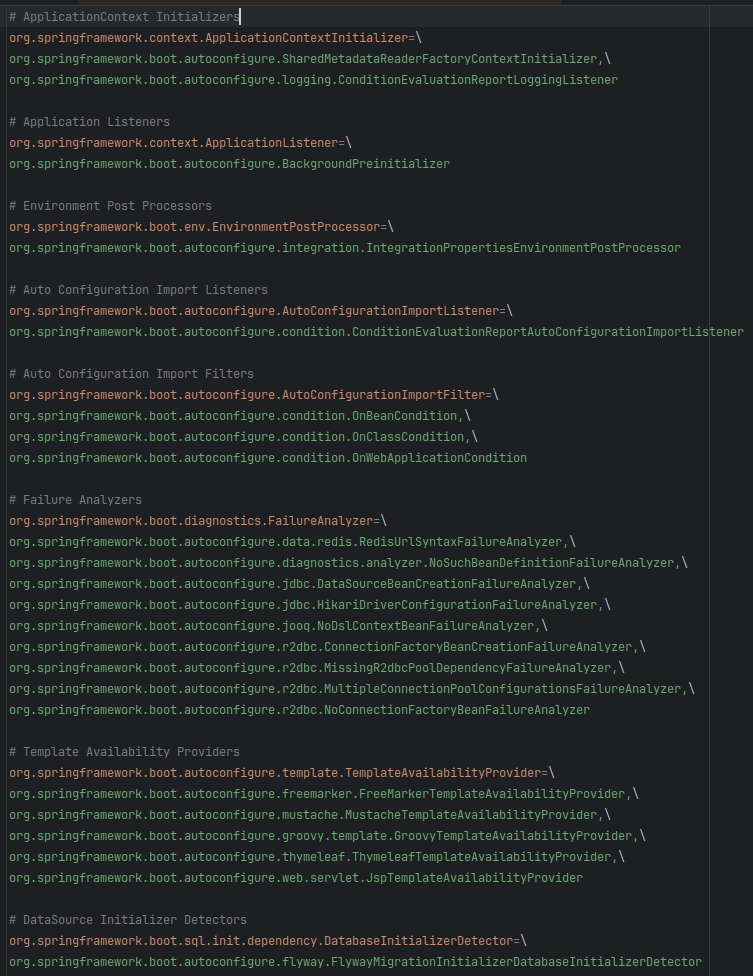 # ApplicationContext Initializers
org.springframework.context.ApplicationContextInitializer=\
org.springframework.boot.autoconfigure.SharedMetadataReaderFactoryContextInitializer,\
org.springframework.boot.autoconfigure.logging.ConditionEvaluationReportLoggingListener
# Application Listeners
org.springframework.context.ApplicationListener=\
org.springframework.boot.autoconfigure.BackgroundPreinitializer
# Environment Post Processors
org.springframework.boot.env.EnvironmentPostProcessor=\
org.springframework.boot.autoconfigure.integration.IntegrationPropertiesEnvironmentPostProcessor
# Auto Configuration Import Listeners
org.springframework.boot.autoconfigure.AutoConfigurationImportListener=\
org.springframework.boot.autoconfigure.condition.ConditionEvaluationReportAutoConfigurationImportListener
# Auto Configuration Import Filters
org.springframework.boot.autoconfigure.AutoConfigurationImportFilter=\
org.springframework.boot.autoconfigure.condition.OnBeanCondition,\
org.springframework.boot.autoconfigure.condition.OnClassCondition,\
org.springframework.boot.autoconfigure.condition.OnWebApplicationCondition
# Failure Analyzers
org.springframework.boot.diagnostics.FailureAnalyzer=\
org.springframework.boot.autoconfigure.data.redis.RedisUrlSyntaxFailureAnalyzer,\
org.springframework.boot.autoconfigure.diagnostics.analyzer.NoSuchBeanDefinitionFailureAnalyzer,\
org.springframework.boot.autoconfigure.jdbc.DataSourceBeanCreationFailureAnalyzer,\
org.springframework.boot.autoconfigure.jdbc.HikariDriverConfigurationFailureAnalyzer,\
org.springframework.boot.autoconfigure.jooq.NoDslContextBeanFailureAnalyzer,\
org.springframework.boot.autoconfigure.r2dbc.ConnectionFactoryBeanCreationFailureAnalyzer,\
org.springframework.boot.autoconfigure.r2dbc.MissingR2dbcPoolDependencyFailureAnalyzer,\
org.springframework.boot.autoconfigure.r2dbc.MultipleConnectionPoolConfigurationsFailureAnalyzer,\
org.springframework.boot.autoconfigure.r2dbc.NoConnectionFactoryBeanFailureAnalyzer
# Template Availability Providers
org.springframework.boot.autoconfigure.template.TemplateAvailabilityProvider=\
org.springframework.boot.autoconfigure.freemarker.FreeMarkerTemplateAvailabilityProvider,\
org.springframework.boot.autoconfigure.mustache.MustacheTemplateAvailabilityProvider,\
org.springframework.boot.autoconfigure.groovy.template.GroovyTemplateAvailabilityProvider,\
org.springframework.boot.autoconfigure.thymeleaf.ThymeleafTemplateAvailabilityProvider,\
org.springframework.boot.autoconfigure.web.servlet.JspTemplateAvailabilityProvider
# DataSource Initializer Detectors
org.springframework.boot.sql.init.dependency.DatabaseInitializerDetector=\
org.springframework.boot.autoconfigure.flyway.FlywayMigrationInitializerDatabaseInitializerDetector